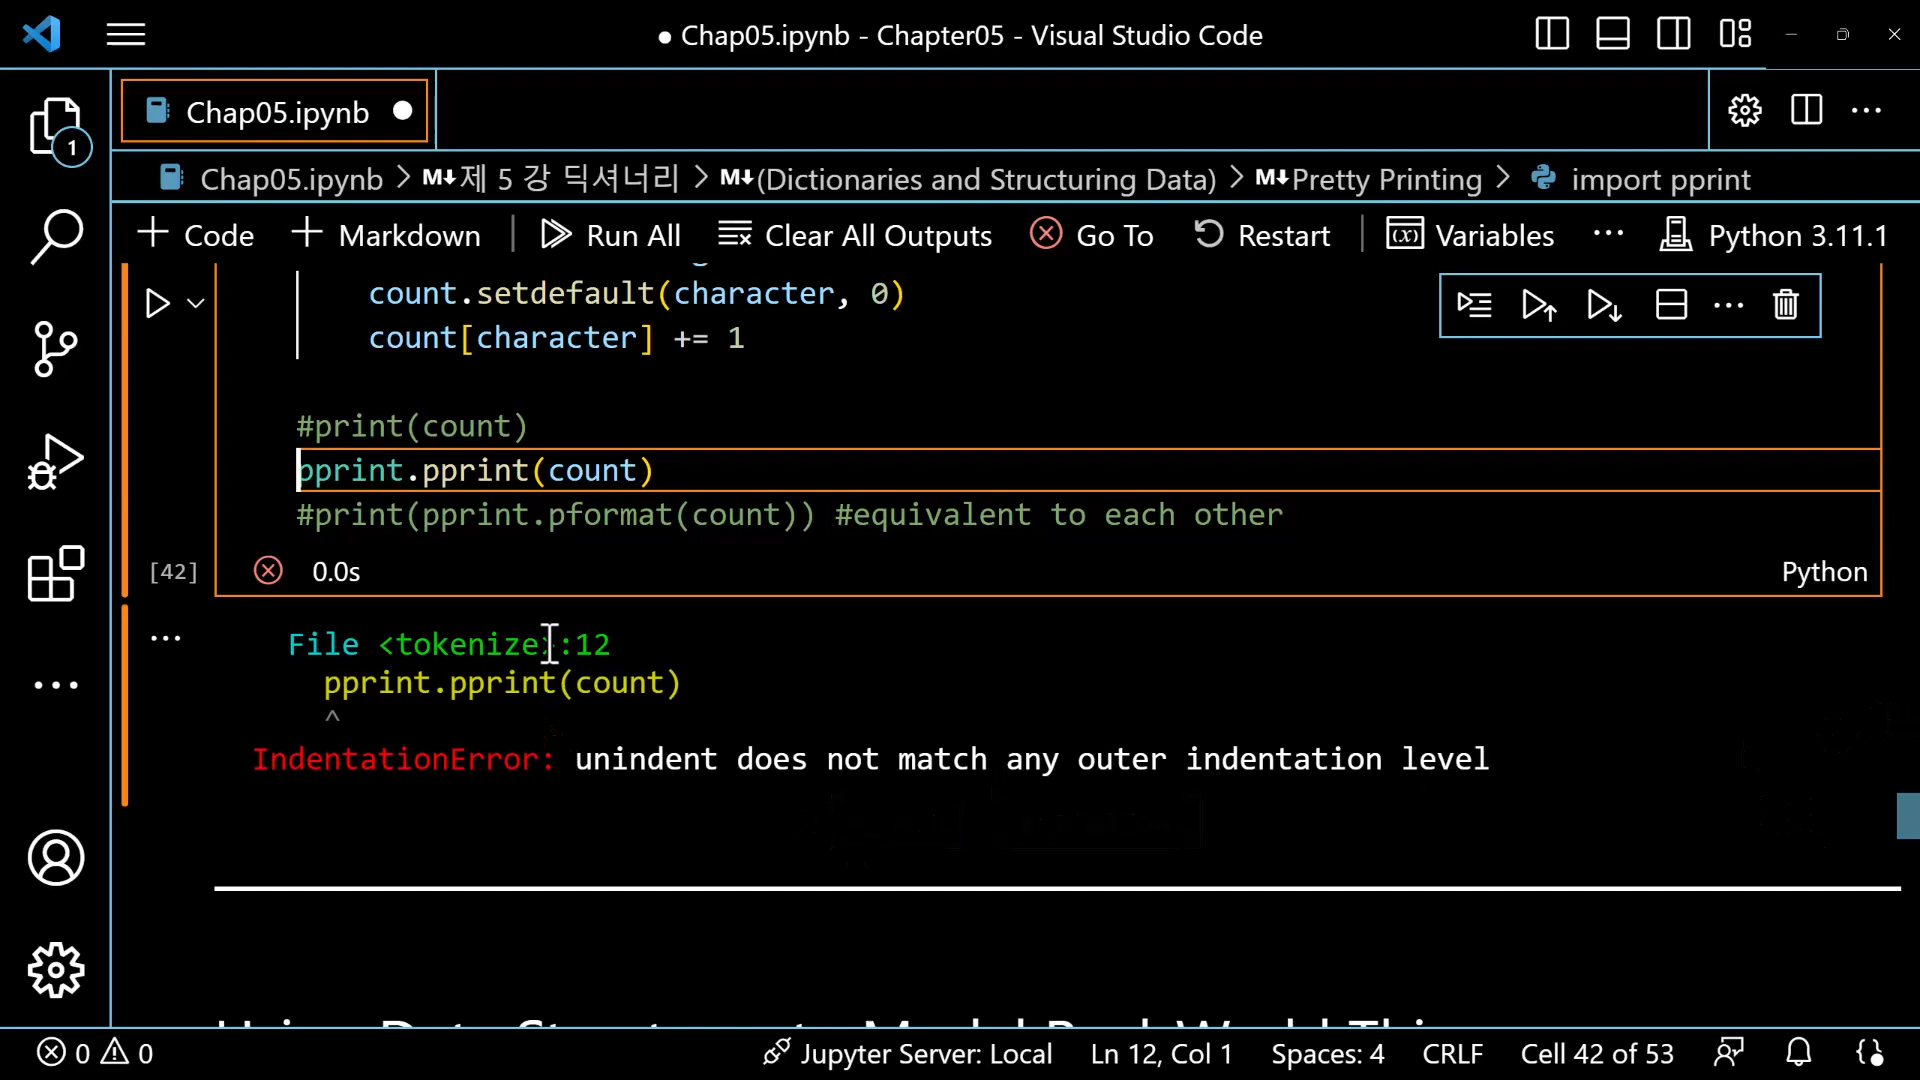 ● Chap05.ipynb - Chapter05 - Visual Studio Code
Chap05.ipynb ●
1
Chap05.ipynb > M↓제 5 강 딕셔너리 > M↓(Dictionaries and Structuring Data) > M↓Pretty Printing > import pprint
+ Code + Markdown Run All Clear All Outputs Go To Restart (x) Variables ··· Python 3.11.1
count.setdefault(character, 0)
count[character] += 1
#print(count)
pprint.pprint(count)
#print(pprint.pformat(count)) #equivalent to each other
[42] 0.0s Python
File <tokenize>:12
pprint.pprint(count)
^
IndentationError: unindent does not match any outer indentation level
0 0 Jupyter Server: Local Ln 12, Col 1 Spaces: 4 CRLF Cell 42 of 53